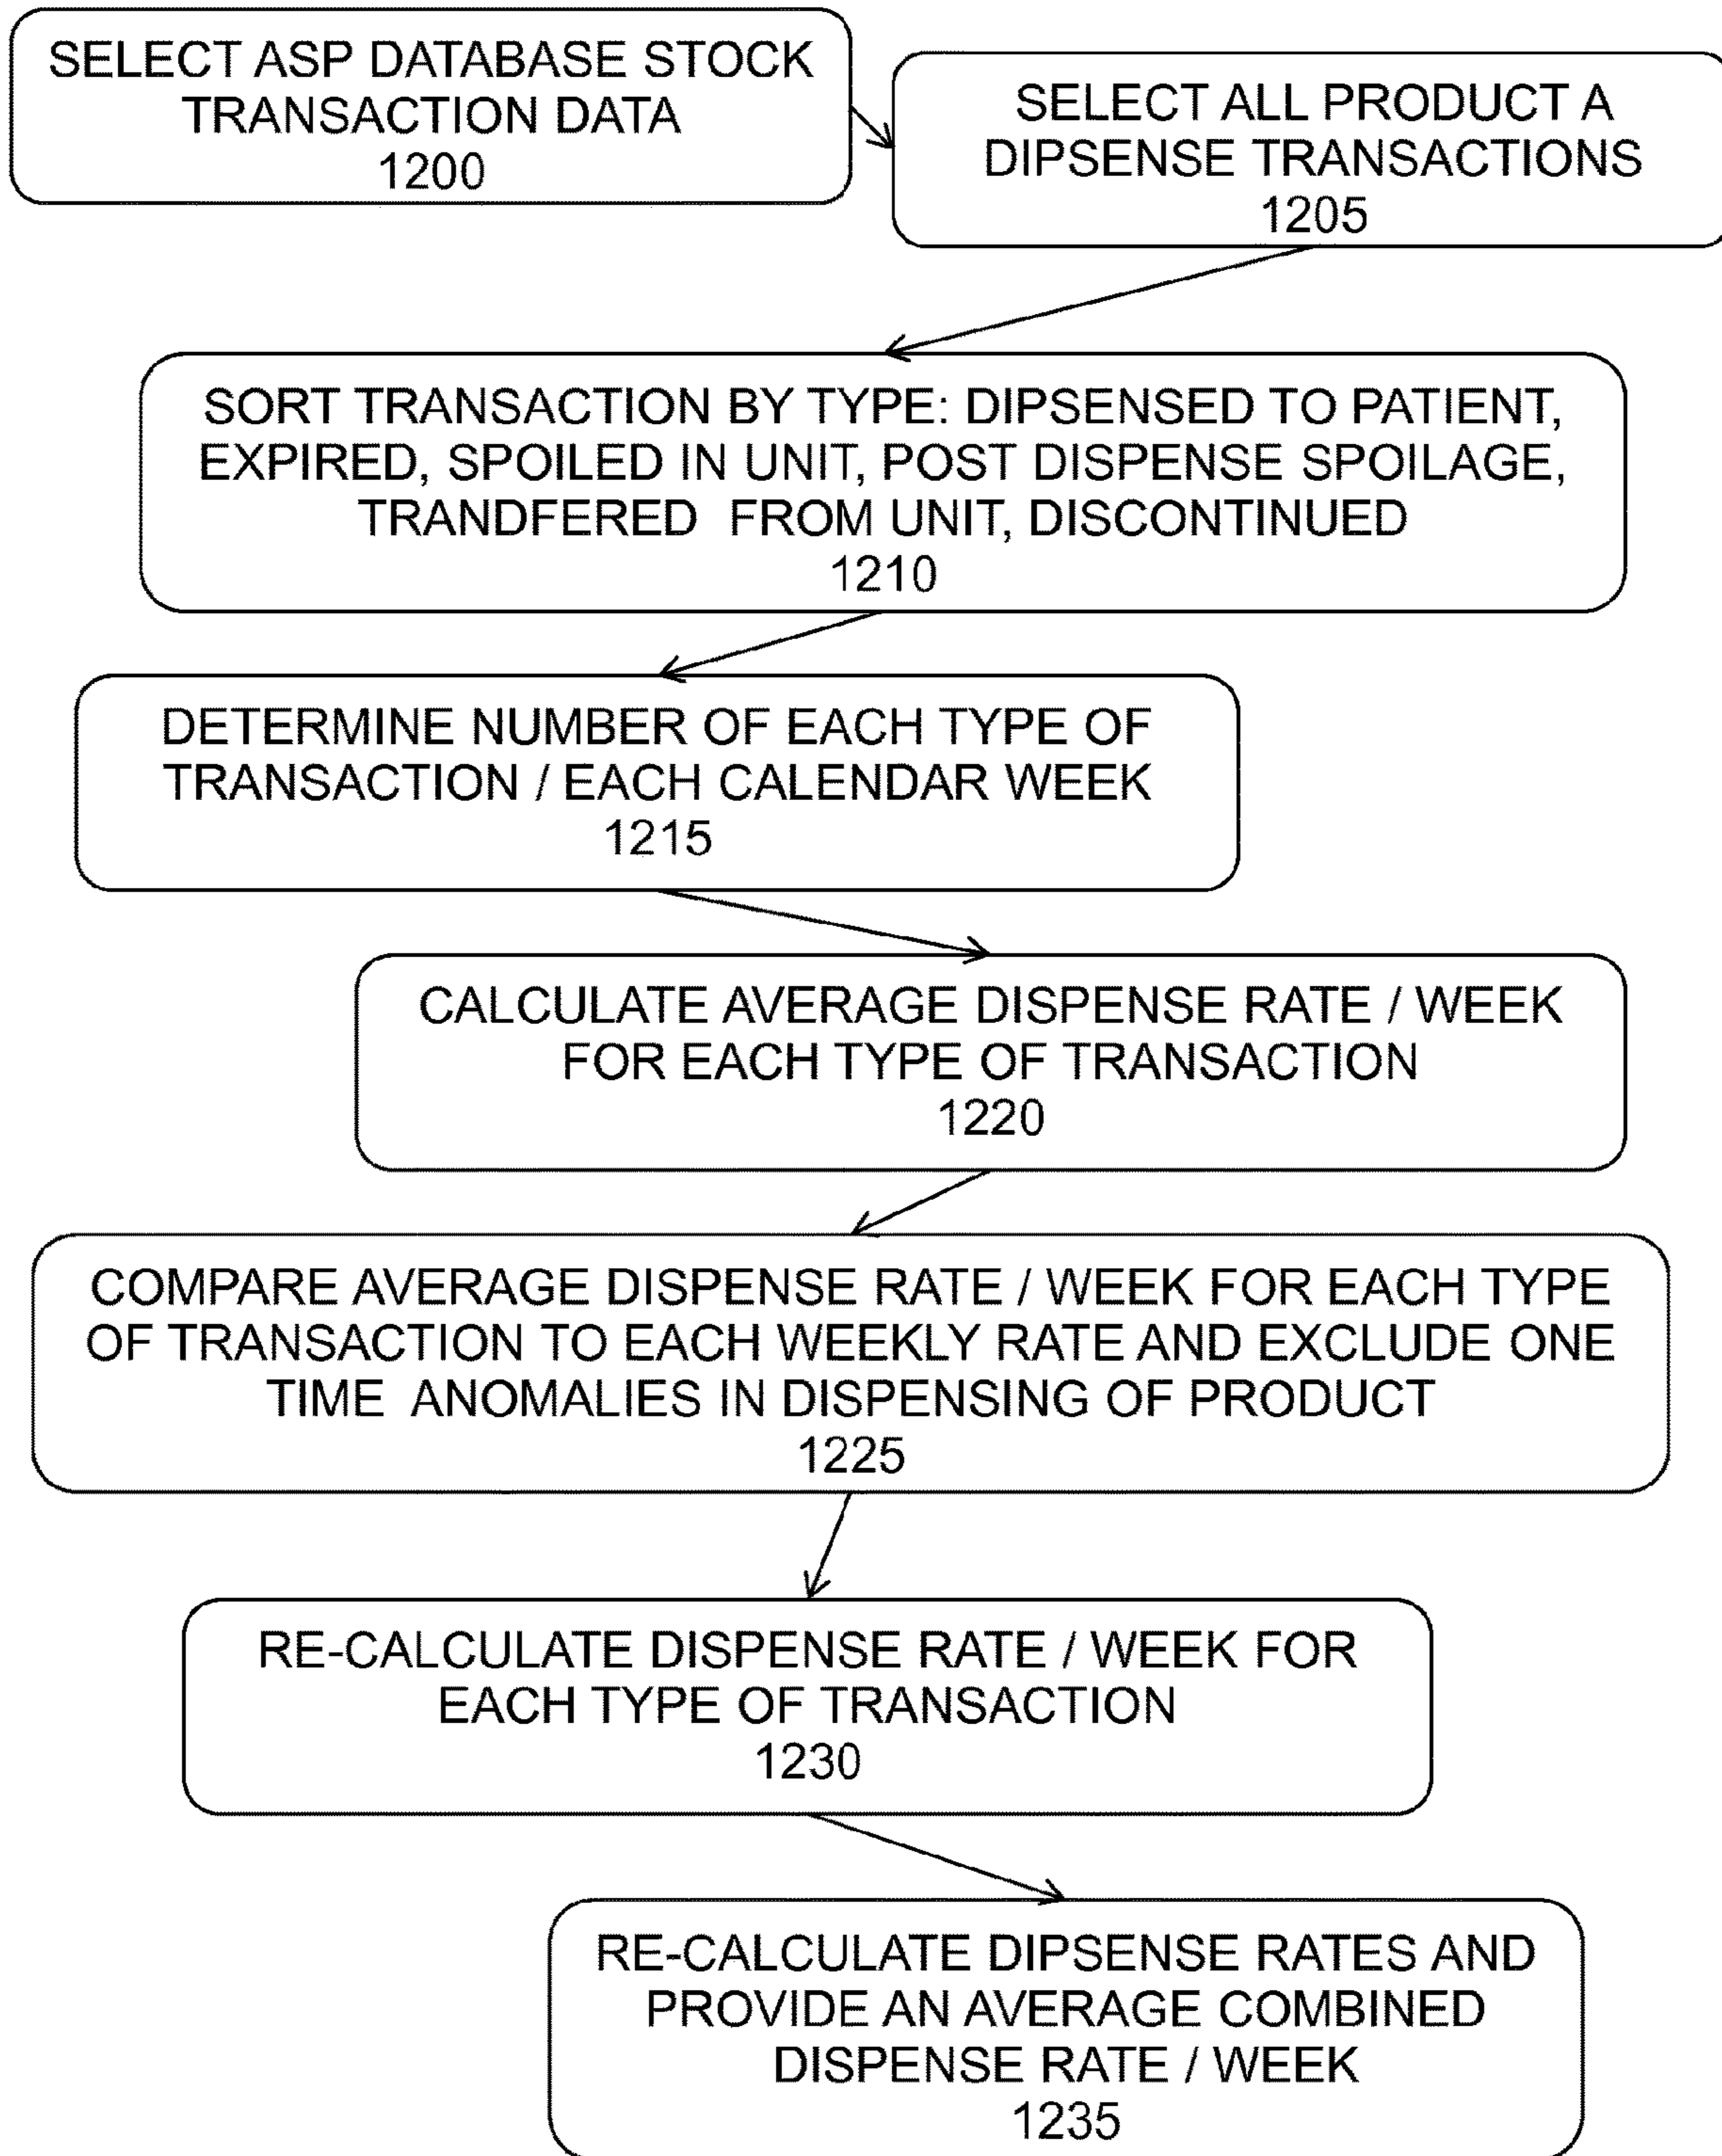 SELECT ASP DATABASE STOCK
TRANSACTION DATA
1200
SELECT ALL PRODUCT A
DIPSENSE TRANSACTIONS
1205
SORT TRANSACTION BY TYPE: DIPSENSED TO PATIENT,
EXPIRED, SPOILED IN UNIT, POST DISPENSE SPOILAGE,
TRANDFERED FROM UNIT, DISCONTINUED
1210
DETERMINE NUMBER OF EACH TYPE OF
TRANSACTION / EACH CALENDAR WEEK
1215
CALCULATE AVERAGE DISPENSE RATE / WEEK
FOR EACH TYPE OF TRANSACTION
1220
COMPARE AVERAGE DISPENSE RATE / WEEK FOR EACH TYPE
OF TRANSACTION TO EACH WEEKLY RATE AND EXCLUDE ONE
TIME ANOMALIES IN DISPENSING OF PRODUCT
1225
RE-CALCULATE DISPENSE RATE / WEEK FOR
EACH TYPE OF TRANSACTION
1230
RE-CALCULATE DIPSENSE RATES AND
PROVIDE AN AVERAGE COMBINED
DISPENSE RATE / WEEK
1235